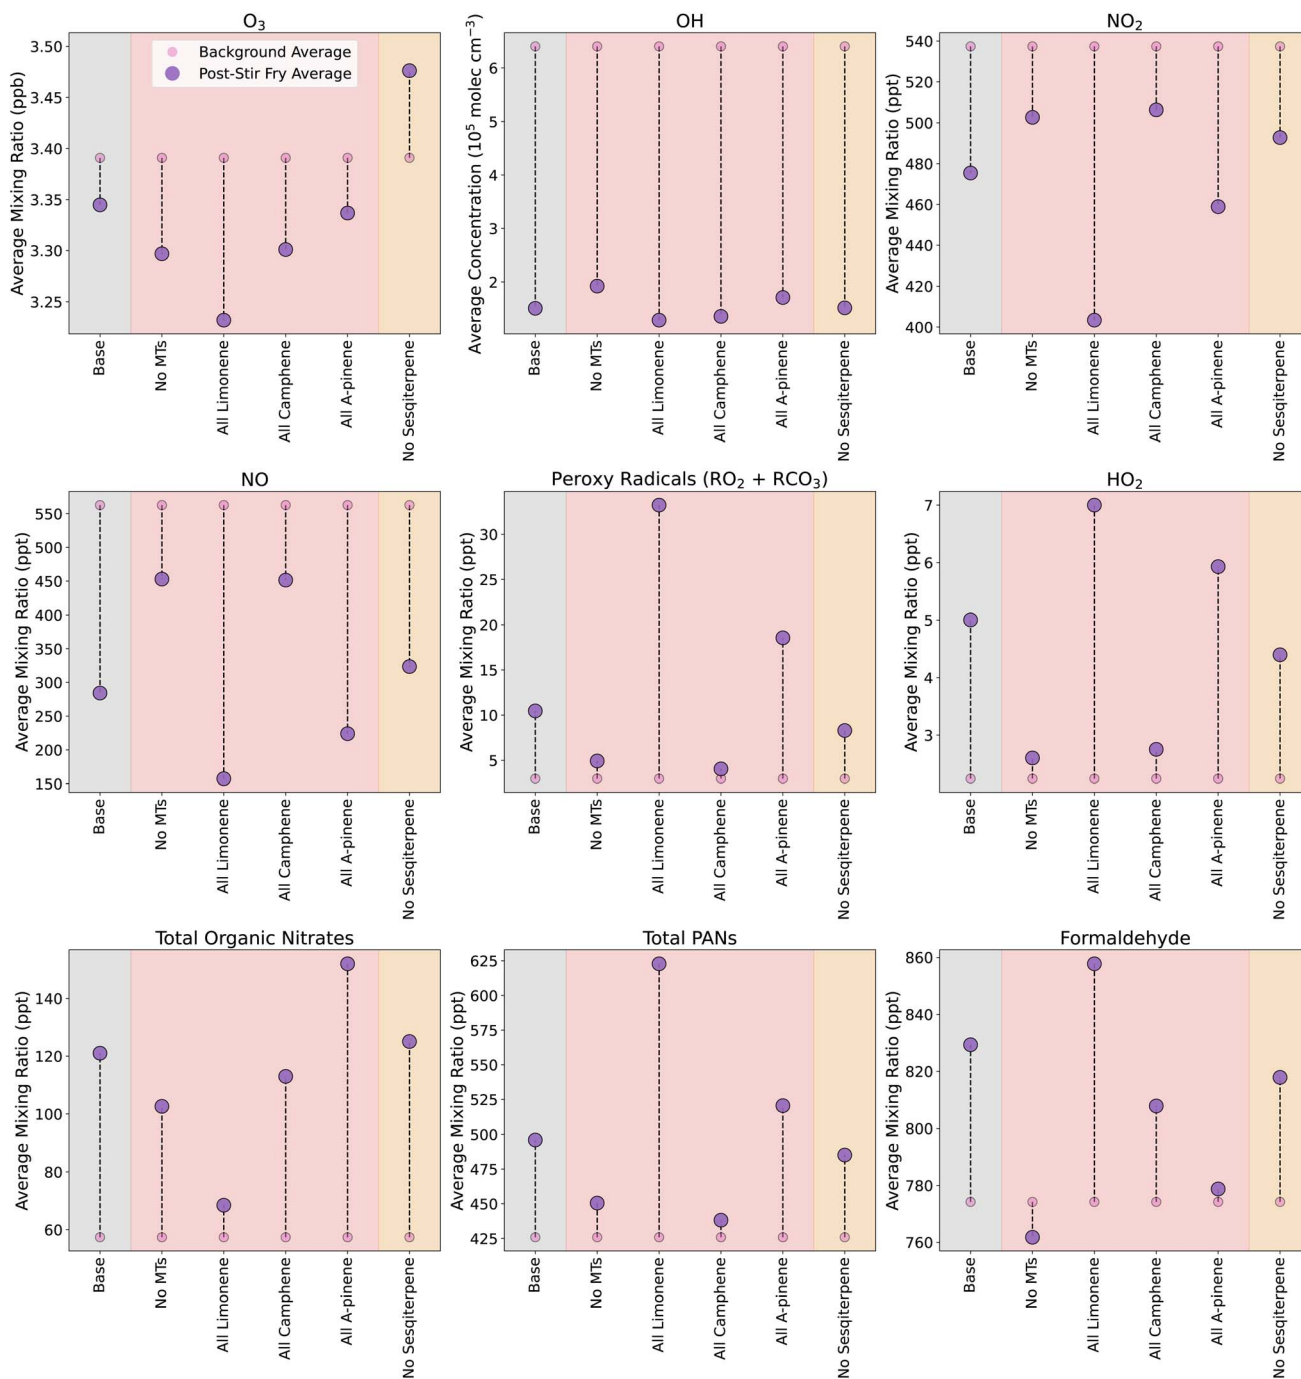 O₃
Average Mixing Ratio (ppb)
3.50
3.45
3.40
3.35
3.30
3.25
Background Average
Post-Stir Fry Average
Base
No MTs
All Limonene
All Camphene
All A-pinene
No Sesqiterpene
OH
Average Concentration (10⁵ molec cm⁻³)
6
5
4
3
2
Base
No MTs
All Limonene
All Camphene
All A-pinene
No Sesqiterpene
NO₂
Average Mixing Ratio (ppt)
540
520
500
480
460
440
420
400
Base
No MTs
All Limonene
All Camphene
All A-pinene
No Sesqiterpene
NO
Average Mixing Ratio (ppt)
550
500
450
400
350
300
250
200
150
Base
No MTs
All Limonene
All Camphene
All A-pinene
No Sesqiterpene
Peroxy Radicals (RO₂ + RCO₃)
Average Mixing Ratio (ppt)
30
25
20
15
10
5
Base
No MTs
All Limonene
All Camphene
All A-pinene
No Sesqiterpene
HO₂
Average Mixing Ratio (ppt)
7
6
5
4
3
Base
No MTs
All Limonene
All Camphene
All A-pinene
No Sesqiterpene
Total Organic Nitrates
Average Mixing Ratio (ppt)
140
120
100
80
60
Base
No MTs
All Limonene
All Camphene
All A-pinene
No Sesqiterpene
Total PANs
Average Mixing Ratio (ppt)
625
600
575
550
525
500
475
450
425
Base
No MTs
All Limonene
All Camphene
All A-pinene
No Sesqiterpene
Formaldehyde
Average Mixing Ratio (ppt)
860
840
820
800
780
760
Base
No MTs
All Limonene
All Camphene
All A-pinene
No Sesqiterpene